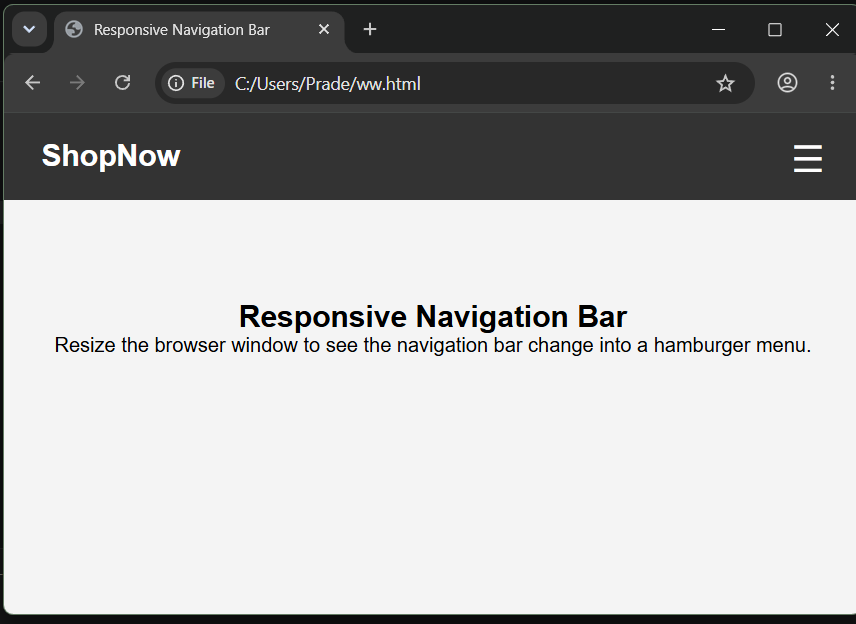 Responsive Navigation Bar
File C:/Users/Prade/ww.html
ShopNow
Responsive Navigation Bar
Resize the browser window to see the navigation bar change into a hamburger menu.